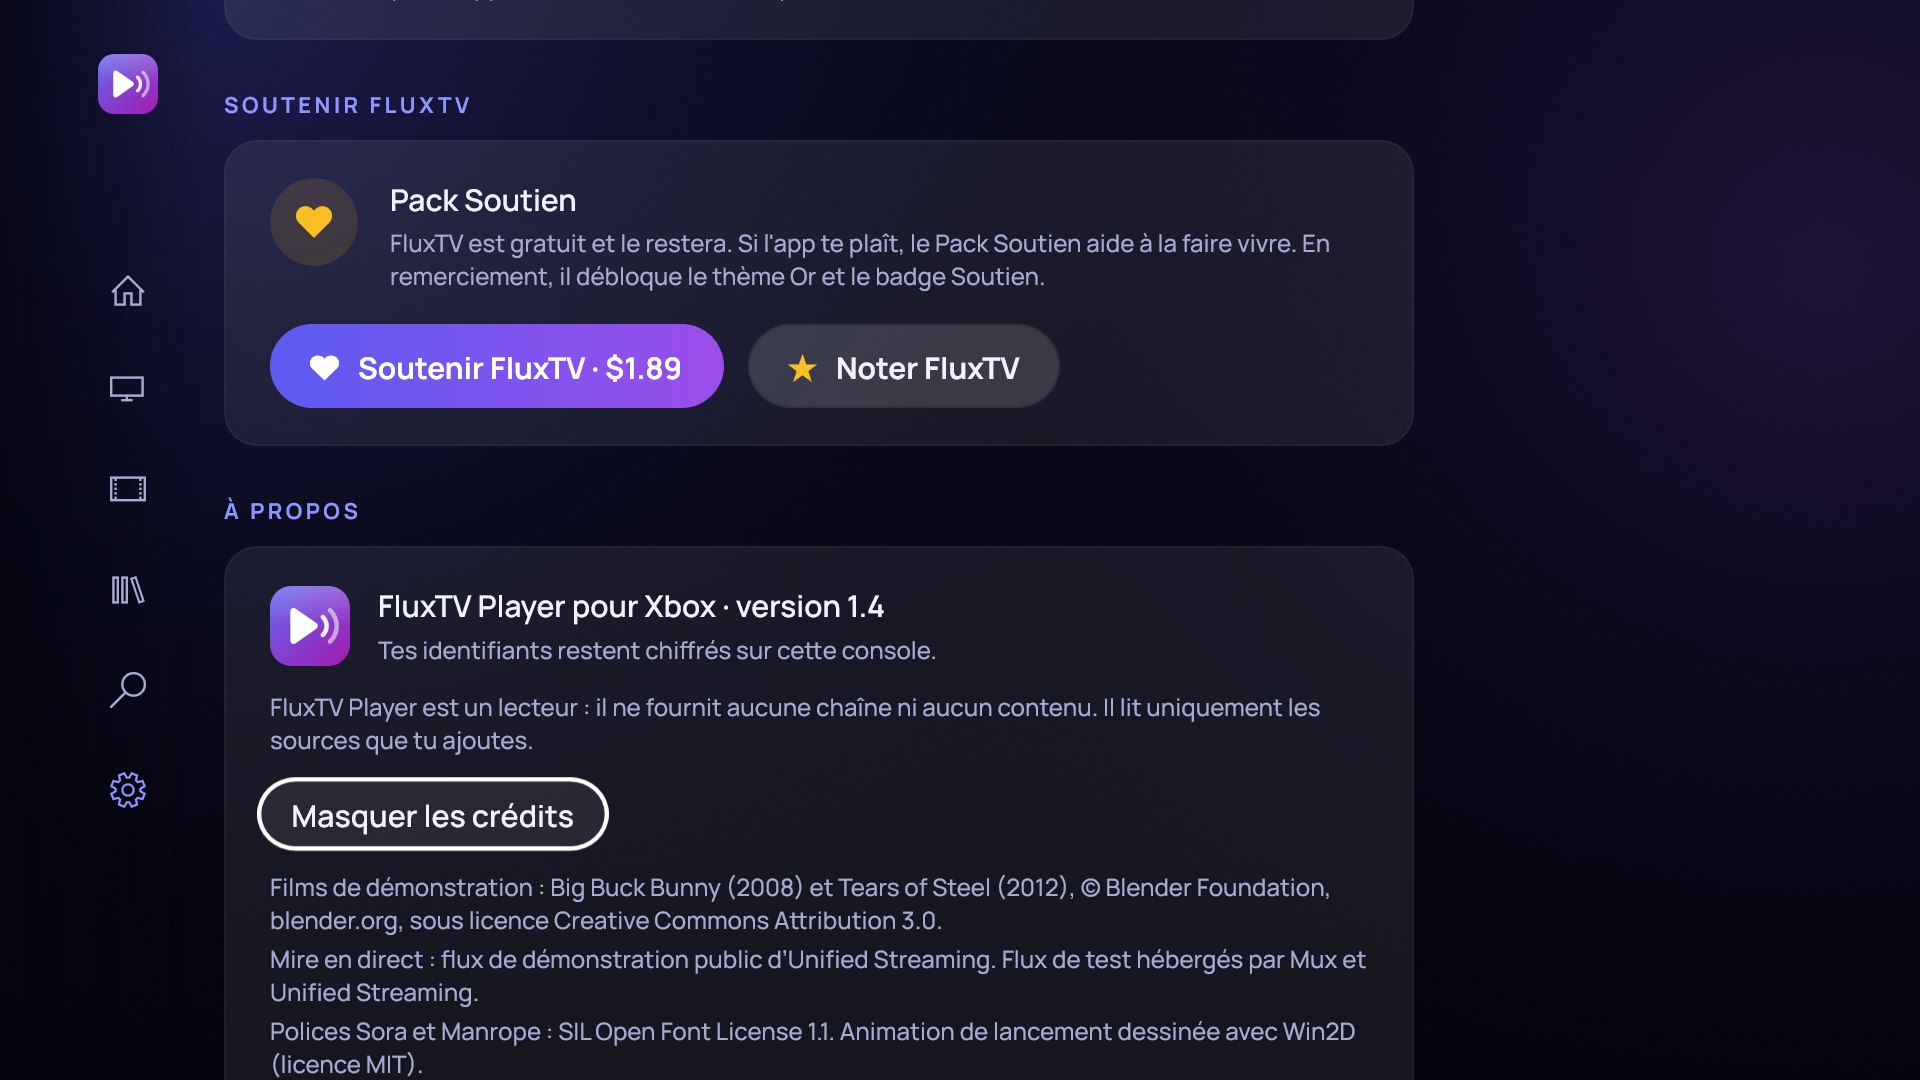 SOUTENIR FLUXTV
Pack Soutien
FluxTV est gratuit et le restera. Si l'app te plaît, le Pack Soutien aide à la faire vivre. En
remerciement, il débloque le thème Or et le badge Soutien.
Soutenir FluxTV · $1.89
Noter FluxTV
À PROPOS
FluxTV Player pour Xbox · version 1.4
Tes identifiants restent chiffrés sur cette console.
FluxTV Player est un lecteur : il ne fournit aucune chaîne ni aucun contenu. Il lit uniquement les
sources que tu ajoutes.
Masquer les crédits
Films de démonstration : Big Buck Bunny (2008) et Tears of Steel (2012), © Blender Foundation,
blender.org, sous licence Creative Commons Attribution 3.0.
Mire en direct : flux de démonstration public d’Unified Streaming. Flux de test hébergés par Mux et
Unified Streaming.
Polices Sora et Manrope : SIL Open Font License 1.1. Animation de lancement dessinée avec Win2D
(licence MIT).